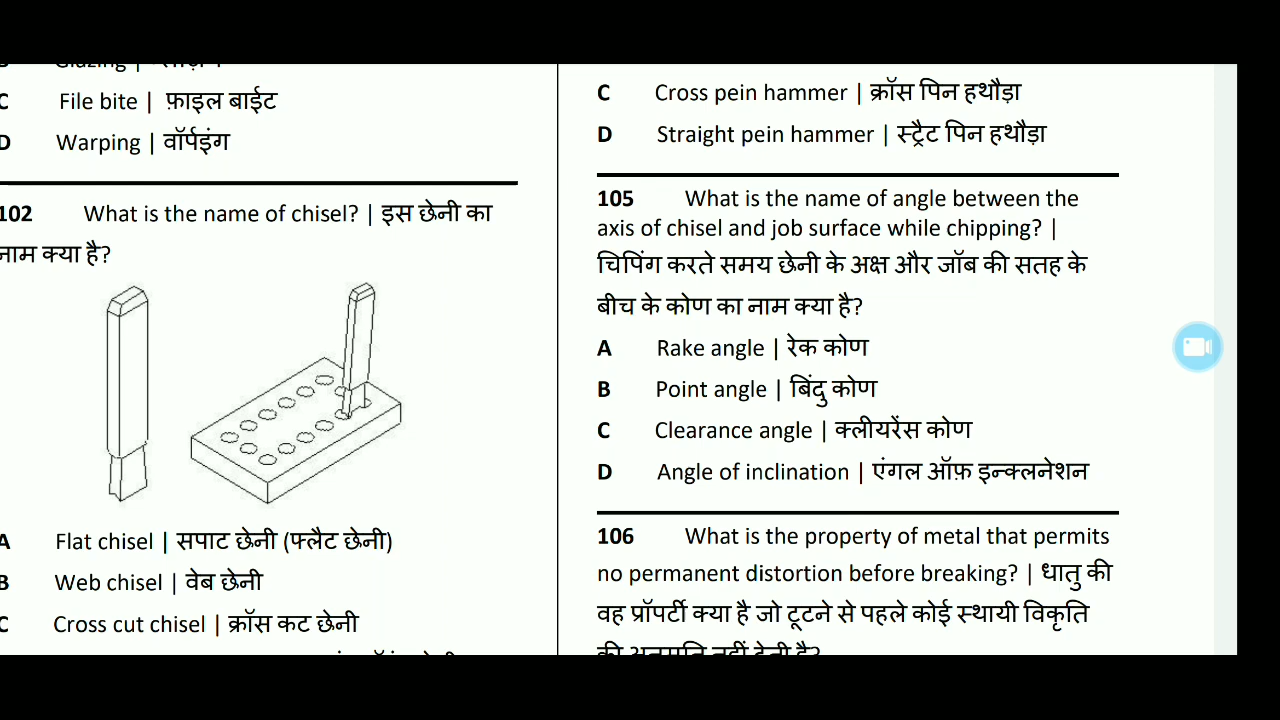 C File bite | फ़ाइल बाईट
D Warping | वॉर्पइंग
102 What is the name of chisel? | इस छेनी का
नाम क्या है?
A Flat chisel | सपाट छेनी (फ्लैट छेनी)
B Web chisel | वेब छेनी
C Cross cut chisel | क्रॉस कट छेनी
C Cross pein hammer | क्रॉस पिन हथौड़ा
D Straight pein hammer | स्ट्रैट पिन हथौड़ा
105 What is the name of angle between the
axis of chisel and job surface while chipping? |
चिपिंग करते समय छेनी के अक्ष और जॉब की सतह के
बीच के कोण का नाम क्या है?
A Rake angle | रेक कोण
B Point angle | बिंदु कोण
C Clearance angle | क्लीयरेंस कोण
D Angle of inclination | एंगल ऑफ़ इन्क्लनेशन
106 What is the property of metal that permits
no permanent distortion before breaking? | धातु की
वह प्रॉपर्टी क्या है जो टूटने से पहले कोई स्थायी विकृति
की अनुमति नहीं देती है?